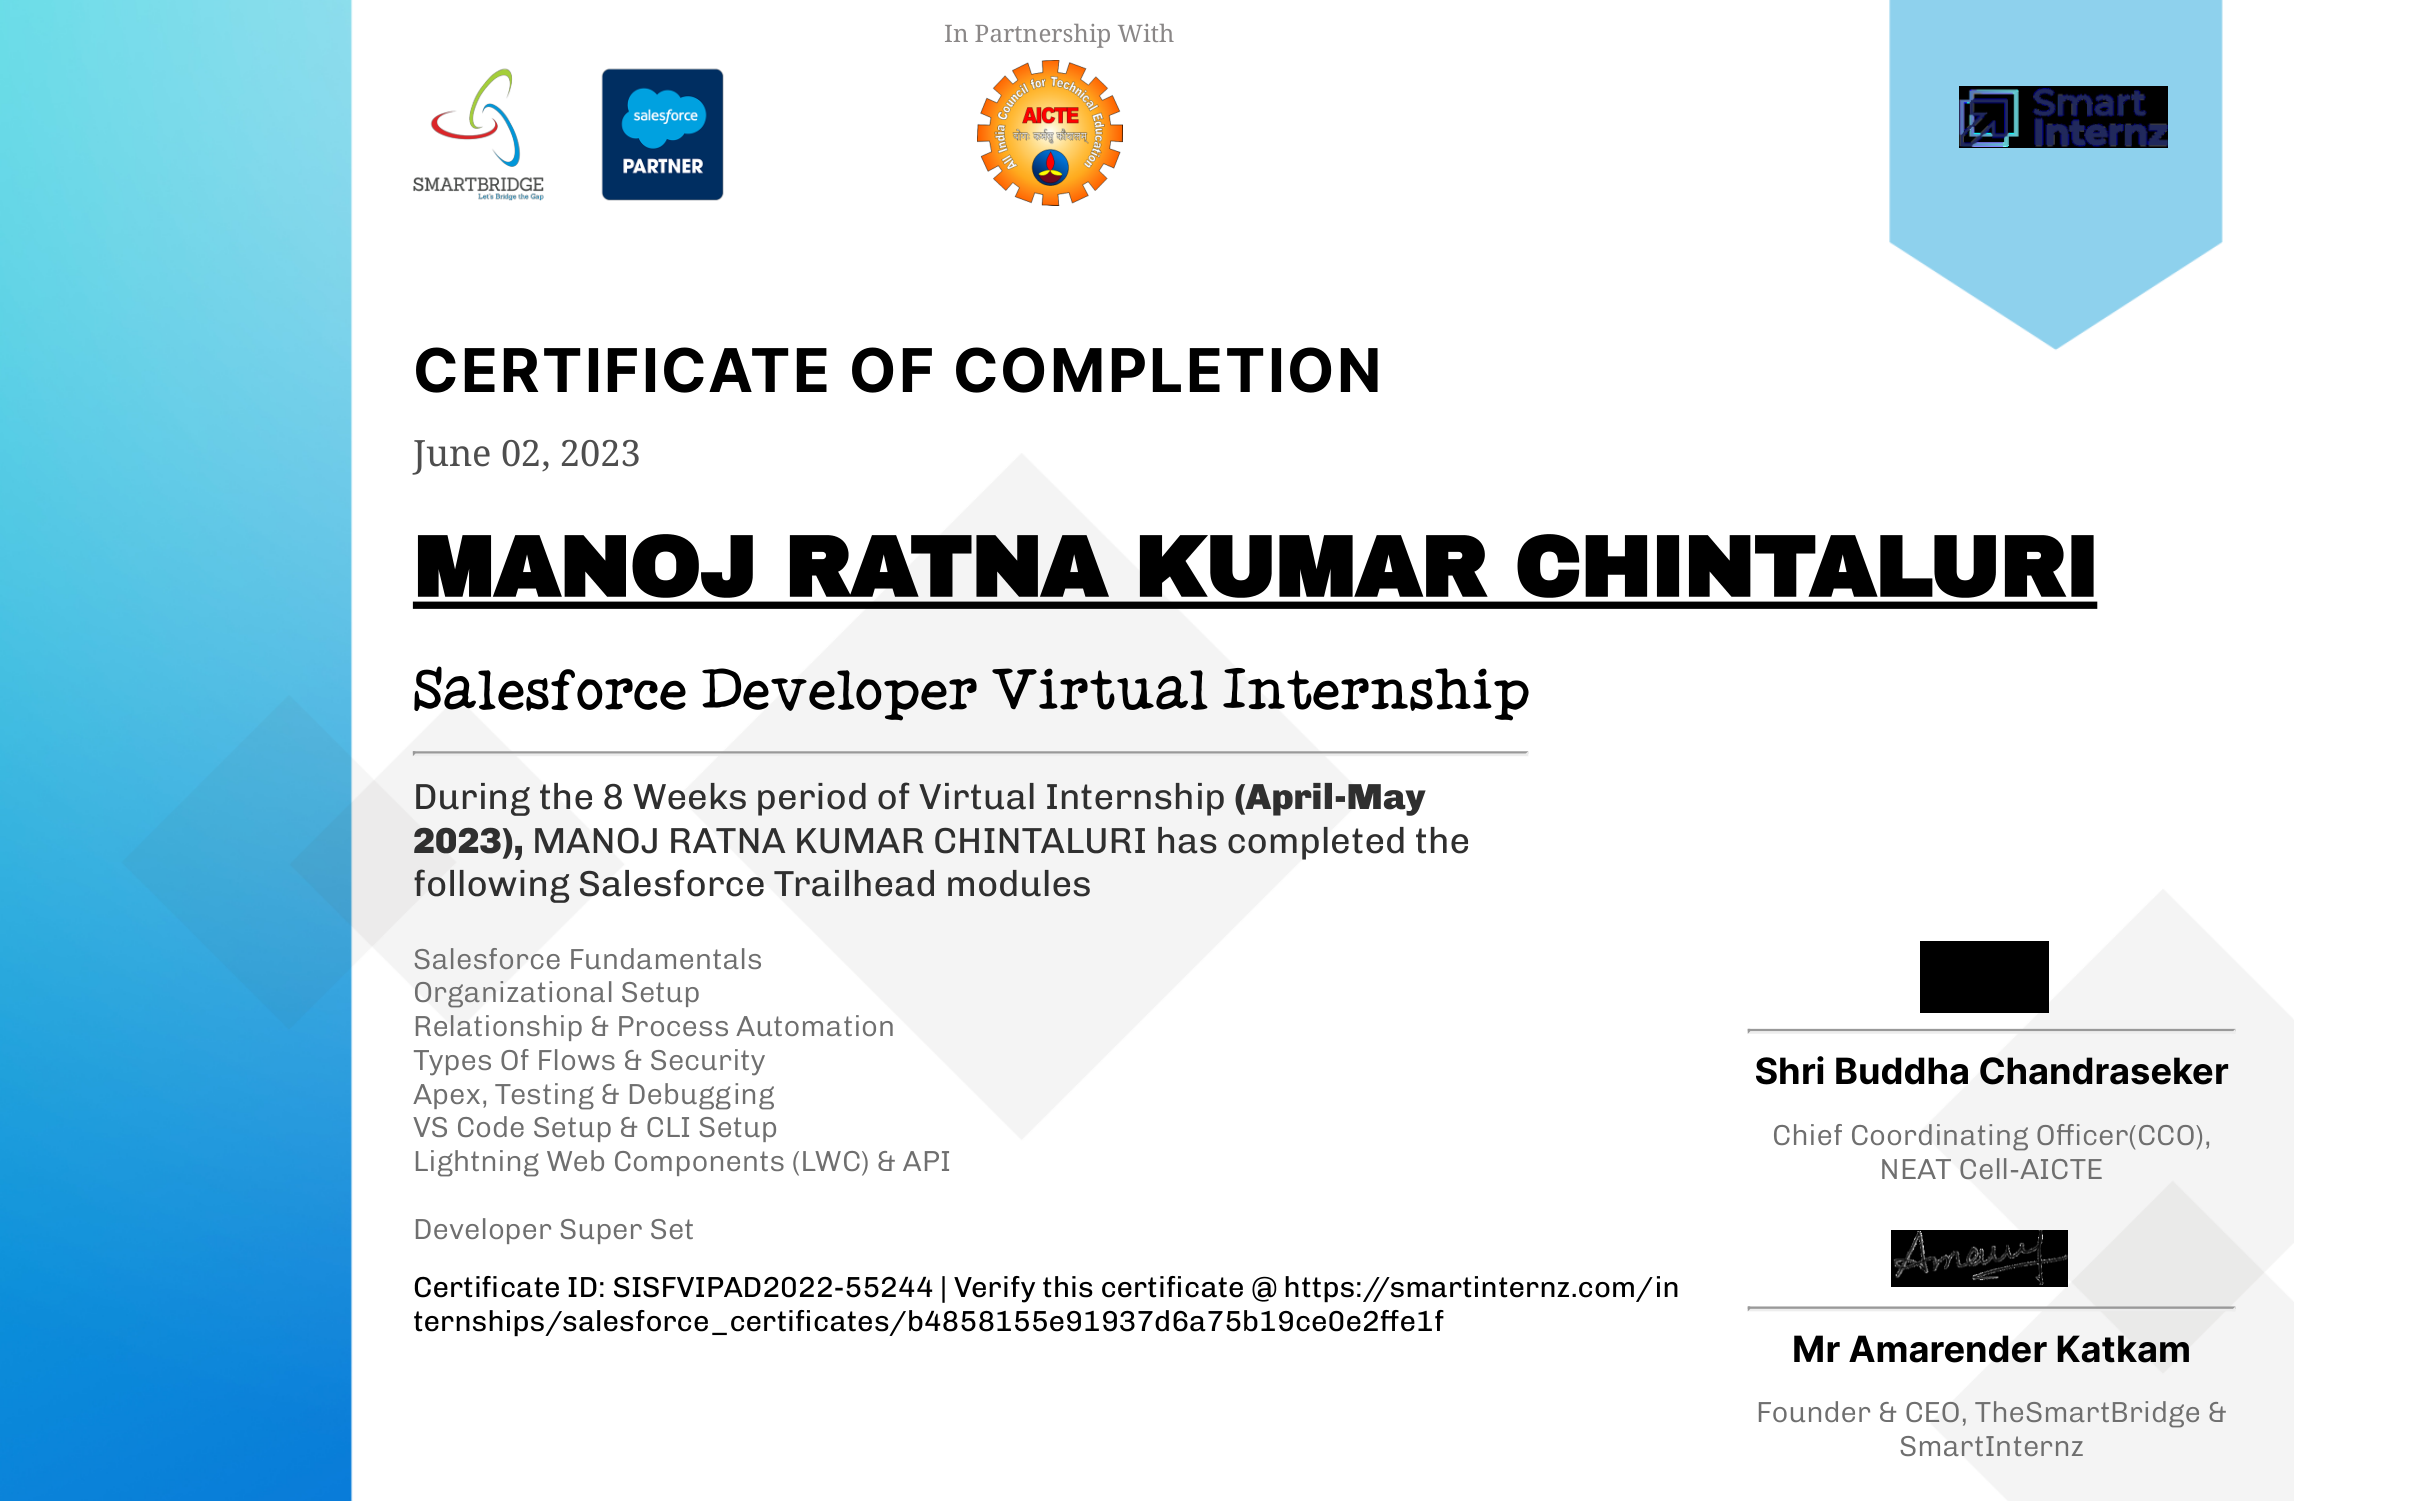 In Partnership With
SMARTBRIDGE
Let's Bridge the Gap
salesforce
PARTNER
All India Council for Technical Education
AICTE
योगः कर्मसु कौशलम्
Smart
Internz
CERTIFICATE OF COMPLETION
June 02, 2023
MANOJ RATNA KUMAR CHINTALURI
Salesforce Developer Virtual Internship
During the 8 Weeks period of Virtual Internship (April-May
2023), MANOJ RATNA KUMAR CHINTALURI has completed the
following Salesforce Trailhead modules
Salesforce Fundamentals
Organizational Setup
Relationship & Process Automation
Types Of Flows & Security
Apex, Testing & Debugging
VS Code Setup & CLI Setup
Lightning Web Components (LWC) & API
Developer Super Set
Certificate ID: SISFVIPAD2022-55244 | Verify this certificate @ https://smartinternz.com/in
ternships/salesforce_certificates/b4858155e91937d6a75b19ce0e2ffe1f
Shri Buddha Chandraseker
Chief Coordinating Officer(CCO),
NEAT Cell-AICTE
Mr Amarender Katkam
Founder & CEO, TheSmartBridge &
SmartInternz